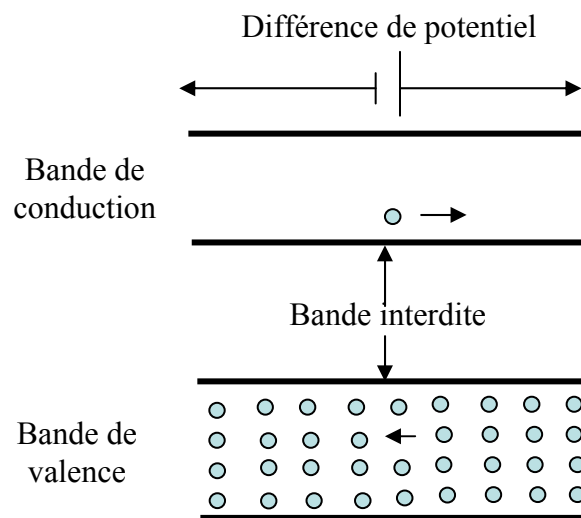 Différence de potentiel
Bande de
conduction
Bande interdite
Bande de
valence